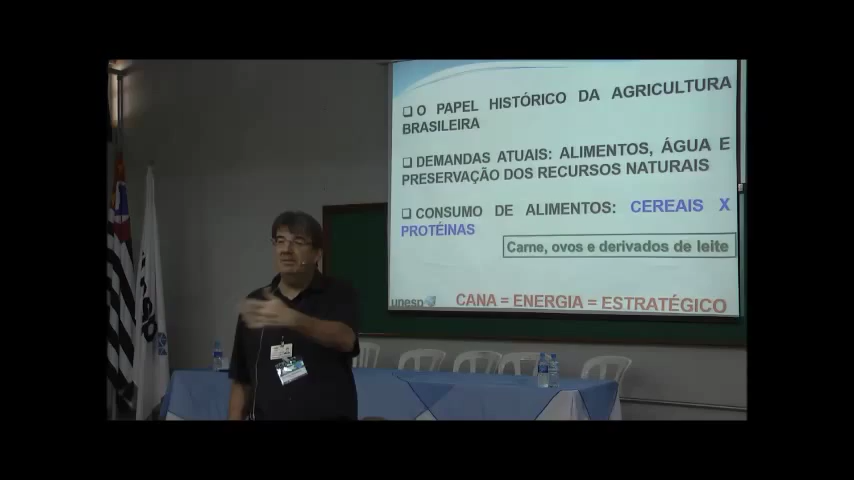 ❑ O PAPEL HISTÓRICO DA AGRICULTURA
BRASILEIRA
❑ DEMANDAS ATUAIS: ALIMENTOS, ÁGUA E
PRESERVAÇÃO DOS RECURSOS NATURAIS
❑ CONSUMO DE ALIMENTOS: CEREAIS X
PROTÉINAS
Carne, ovos e derivados de leite
unesp
CANA = ENERGIA = ESTRATÉGICO